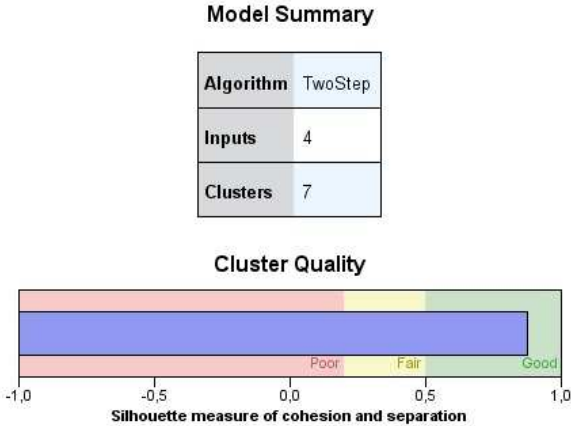 Model Summary
Algorithm TwoStep
Inputs 4
Clusters 7
Cluster Quality
Poor Fair Good
-1,0 -0,5 0,0 0,5 1,0
Silhouette measure of cohesion and separation